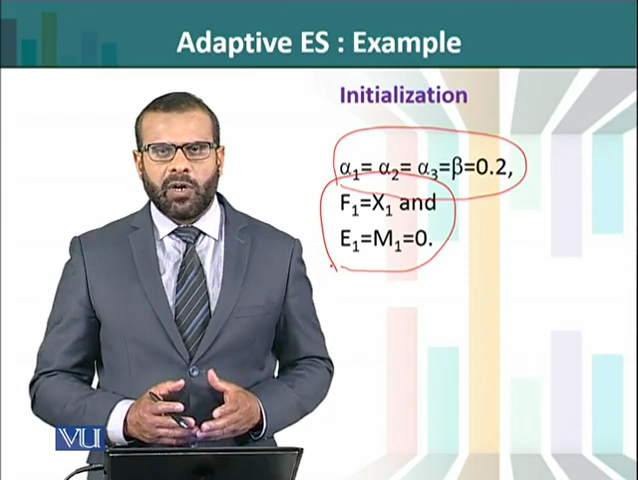 Adaptive ES : Example
Initialization
α₁= α₂= α₃=β=0.2,
F₁=X₁ and
E₁=M₁=0.
VU